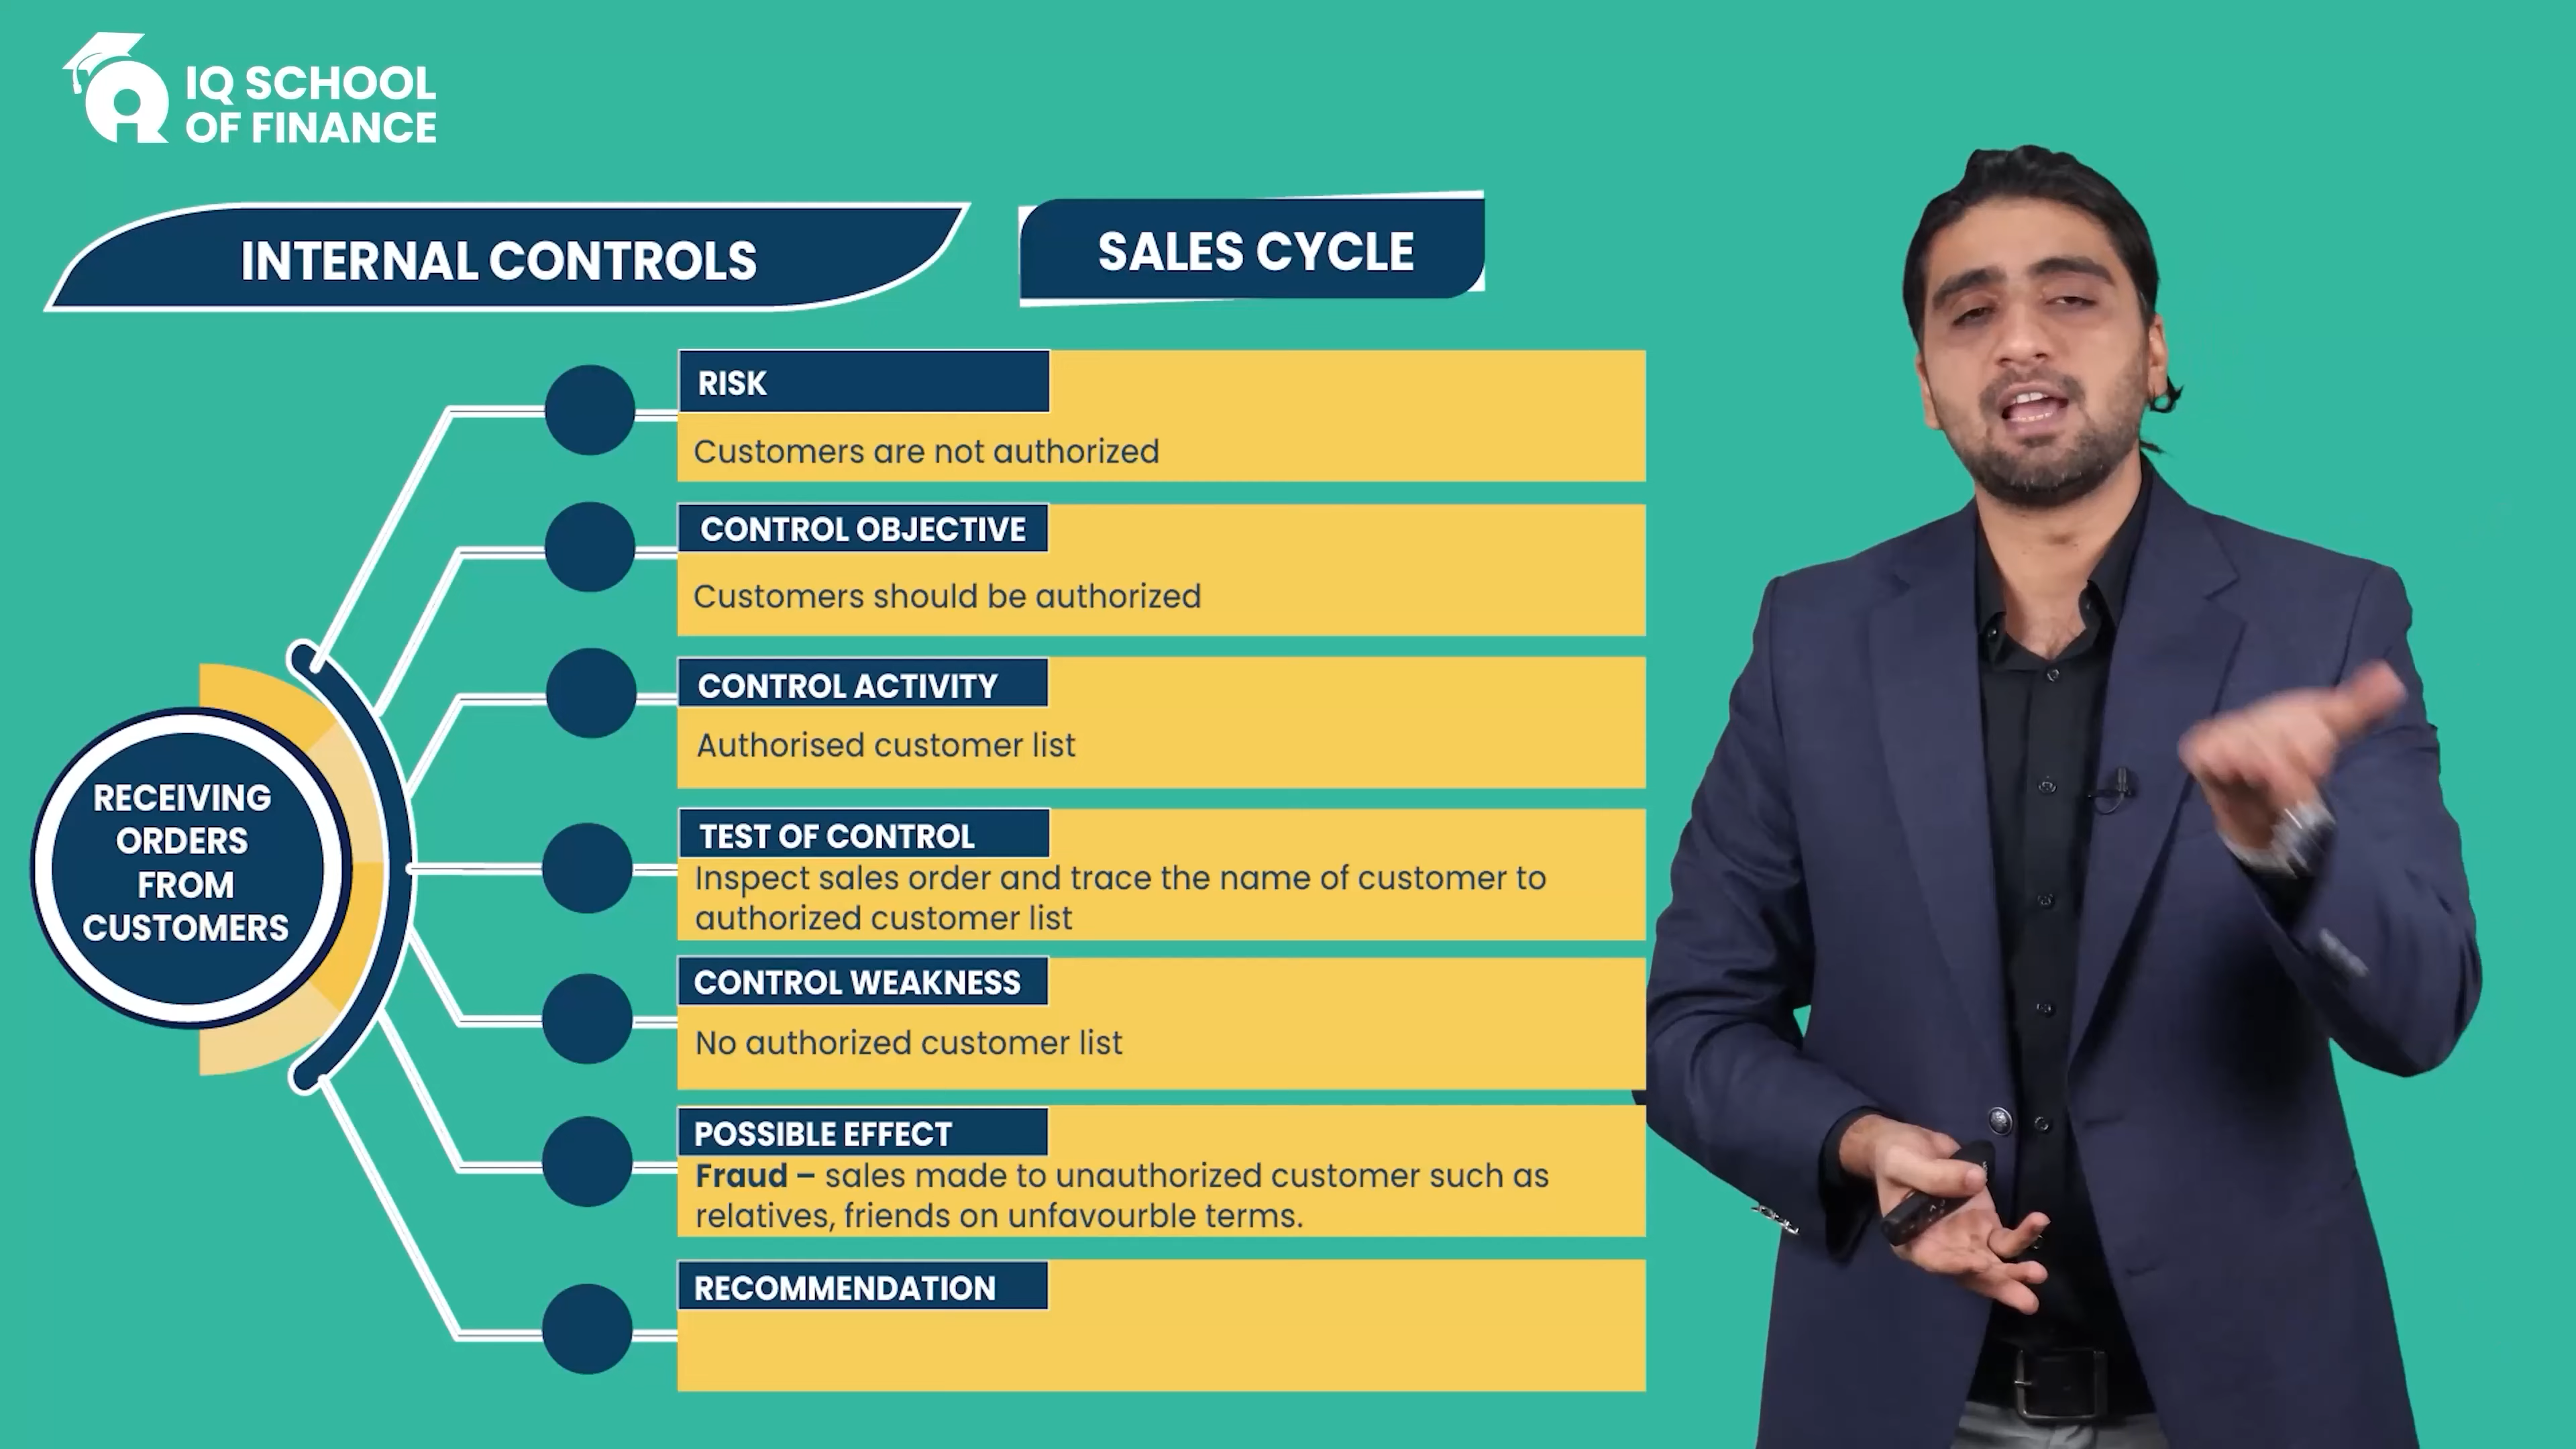 IQ SCHOOL
OF FINANCE
INTERNAL CONTROLS
SALES CYCLE
RECEIVING
ORDERS
FROM
CUSTOMERS
RISK
Customers are not authorized
CONTROL OBJECTIVE
Customers should be authorized
CONTROL ACTIVITY
Authorised customer list
TEST OF CONTROL
Inspect sales order and trace the name of customer to
authorized customer list
CONTROL WEAKNESS
No authorized customer list
POSSIBLE EFFECT
Fraud – sales made to unauthorized customer such as
relatives, friends on unfavourble terms.
RECOMMENDATION